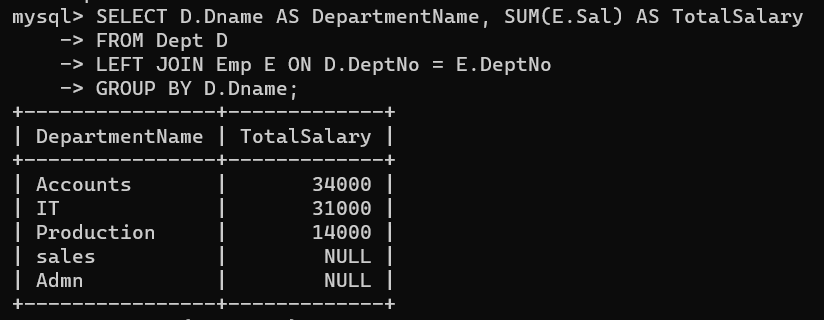 mysql> SELECT D.Dname AS DepartmentName, SUM(E.Sal) AS TotalSalary
    -> FROM Dept D
    -> LEFT JOIN Emp E ON D.DeptNo = E.DeptNo
    -> GROUP BY D.Dname;
+----------------+-------------+
| DepartmentName | TotalSalary |
+----------------+-------------+
| Accounts       |       34000 |
| IT             |       31000 |
| Production     |       14000 |
| sales          |        NULL |
| Admn           |        NULL |
+----------------+-------------+